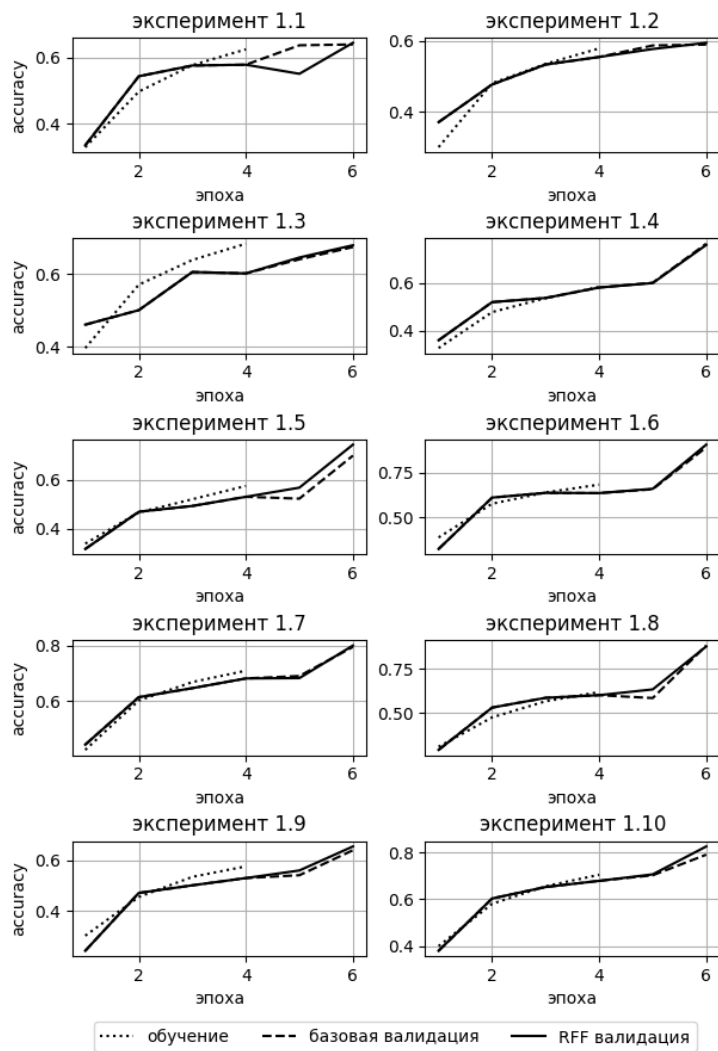 эксперимент 1.1
эксперимент 1.2
accuracy
0.6
0.4
0.6
0.4
2 4 6
2 4 6
эпоха
эпоха
эксперимент 1.3
эксперимент 1.4
accuracy
0.6
0.4
0.6
0.4
2 4 6
2 4 6
эпоха
эпоха
эксперимент 1.5
эксперимент 1.6
accuracy
0.6
0.4
0.75
0.50
2 4 6
2 4 6
эпоха
эпоха
эксперимент 1.7
эксперимент 1.8
accuracy
0.8
0.6
0.75
0.50
2 4 6
2 4 6
эпоха
эпоха
эксперимент 1.9
эксперимент 1.10
accuracy
0.6
0.4
0.8
0.6
0.4
2 4 6
2 4 6
эпоха
эпоха
обучение базовая валидация RFF валидация